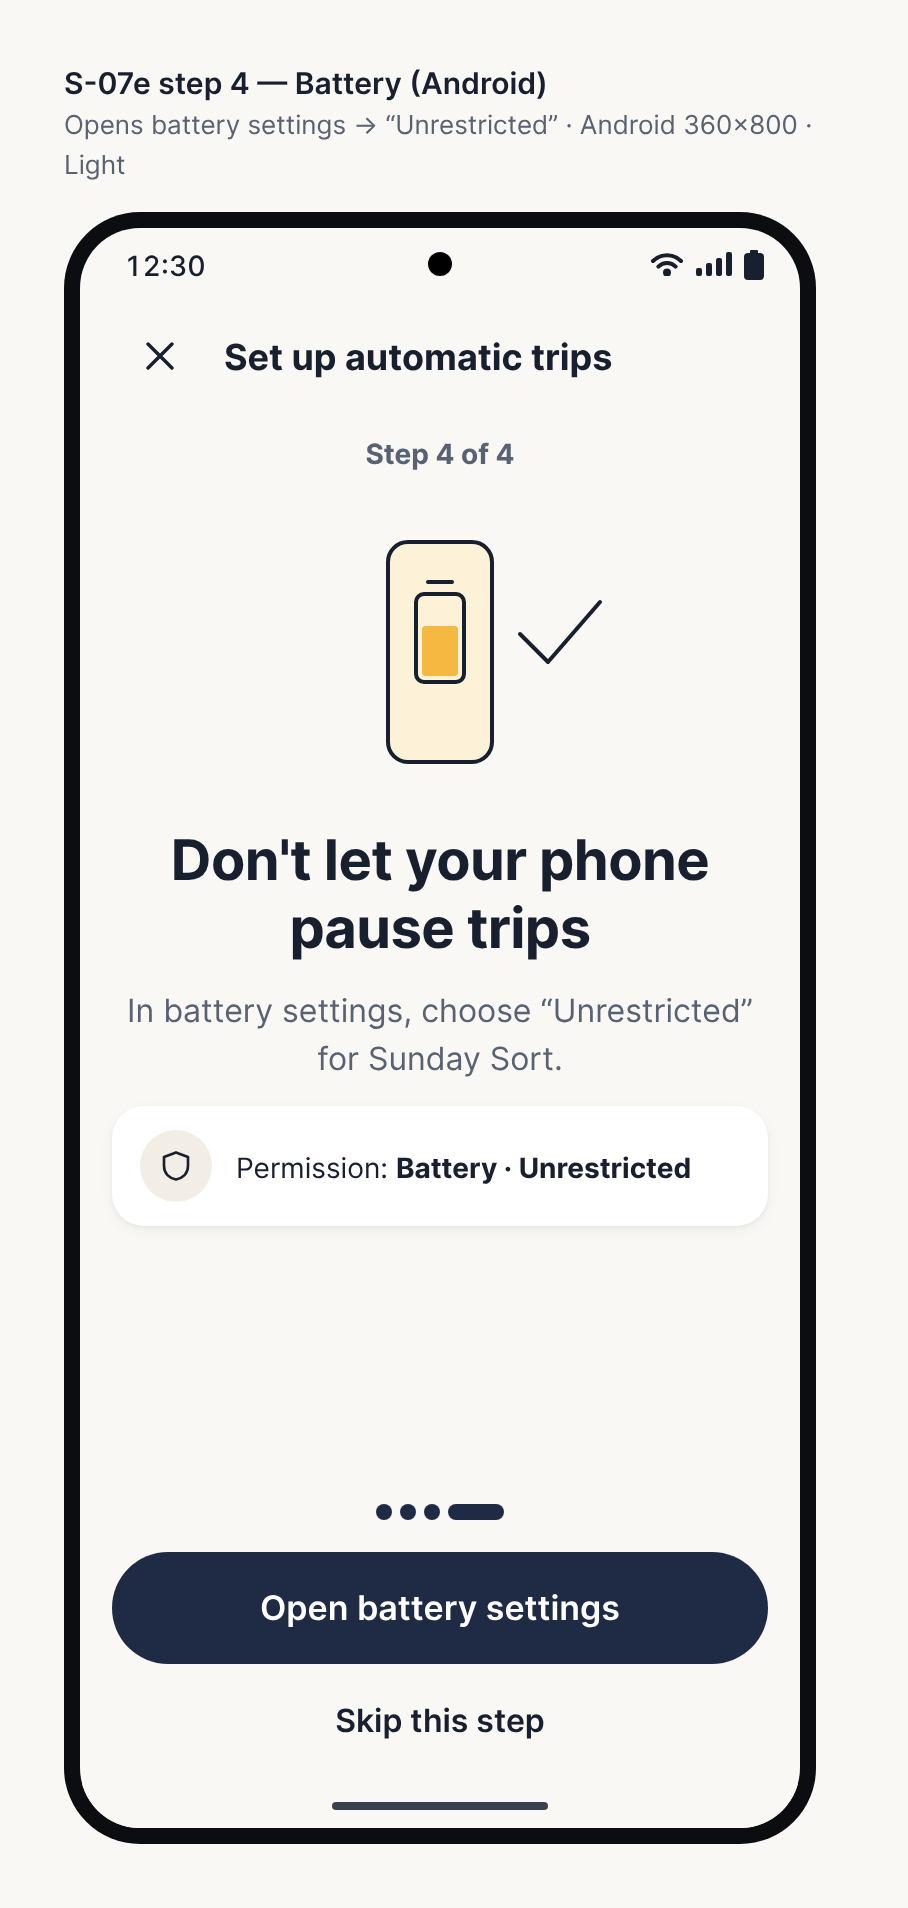 S-07e step 4 — Battery (Android)
Opens battery settings → “Unrestricted” · Android 360×800 ·
Light
12:30
Set up automatic trips
Step 4 of 4
Don't let your phone
pause trips
In battery settings, choose “Unrestricted”
for Sunday Sort.
Permission: Battery · Unrestricted
Open battery settings
Skip this step